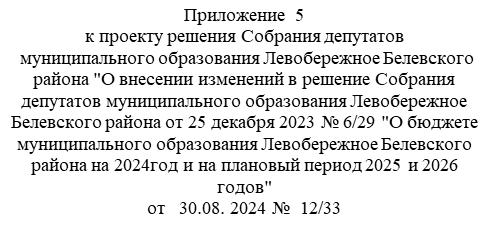 Приложение 5
к проекту решения Собрания депутатов
муниципального образования Левобережное Белевского
района "О внесении изменений в решение Собрания
депутатов муниципального образования Левобережное
Белевского района от 25 декабря 2023 № 6/29 "О бюджете
муниципального образования Левобережное Белевского
района на 2024год и на плановый период 2025 и 2026
годов"
от 30.08. 2024 № 12/33